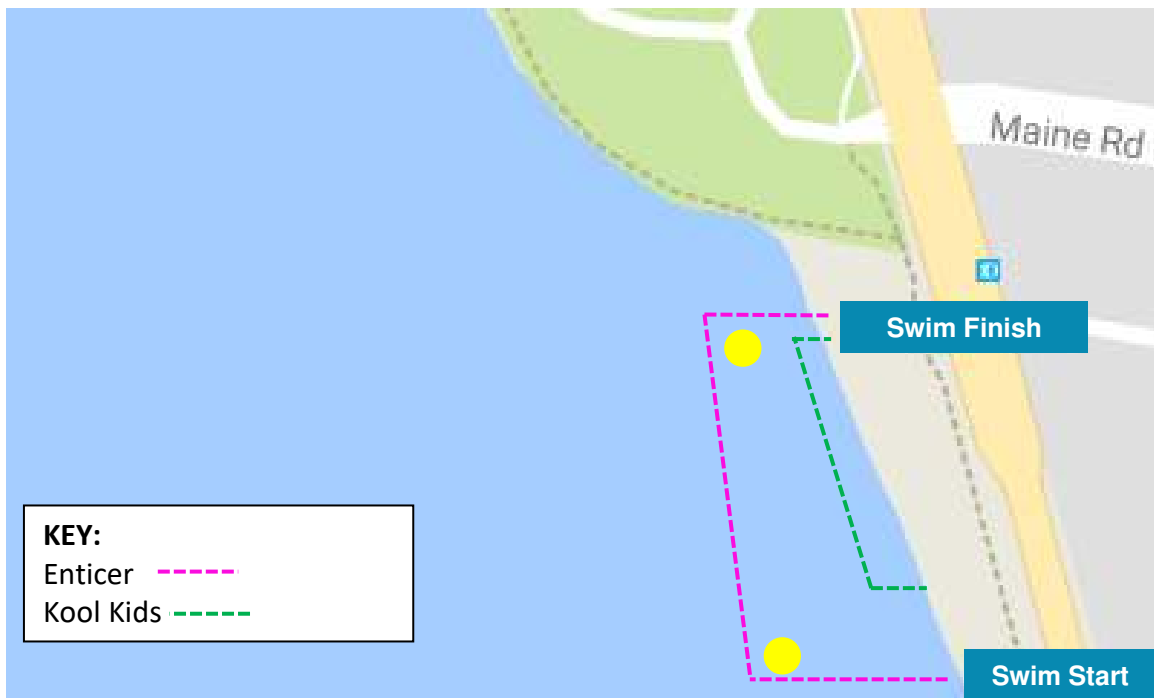 Maine Rd
Swim Finish
KEY:
Enticer
Kool Kids
Swim Start